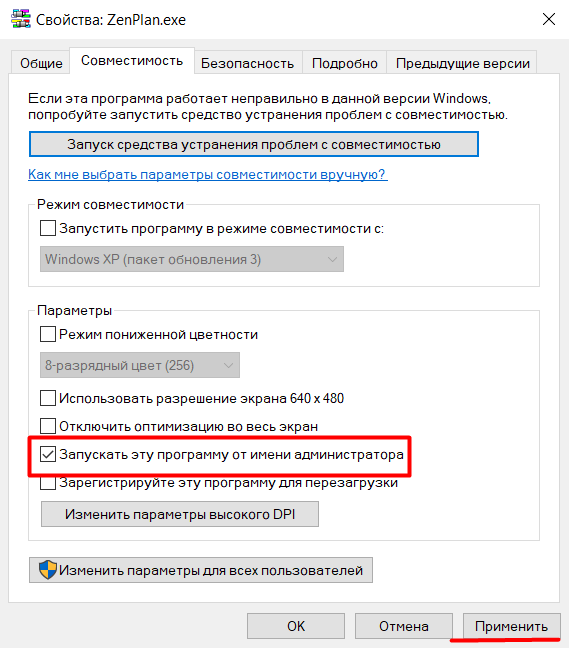 Свойства: ZenPlan.exe
Общие Совместимость Безопасность Подробно Предыдущие версии
Если эта программа работает неправильно в данной версии Windows,
попробуйте запустить средство устранения проблем с совместимостью.
Запуск средства устранения проблем с совместимостью
Как мне выбрать параметры совместимости вручную?
Режим совместимости
Запустить программу в режиме совместимости с:
Windows XP (пакет обновления 3)
Параметры
Режим пониженной цветности
8-разрядный цвет (256)
Использовать разрешение экрана 640 x 480
Отключить оптимизацию во весь экран
Запускать эту программу от имени администратора
Зарегистрируйте эту программу для перезагрузки
Изменить параметры высокого DPI
Изменить параметры для всех пользователей
OK Отмена Применить